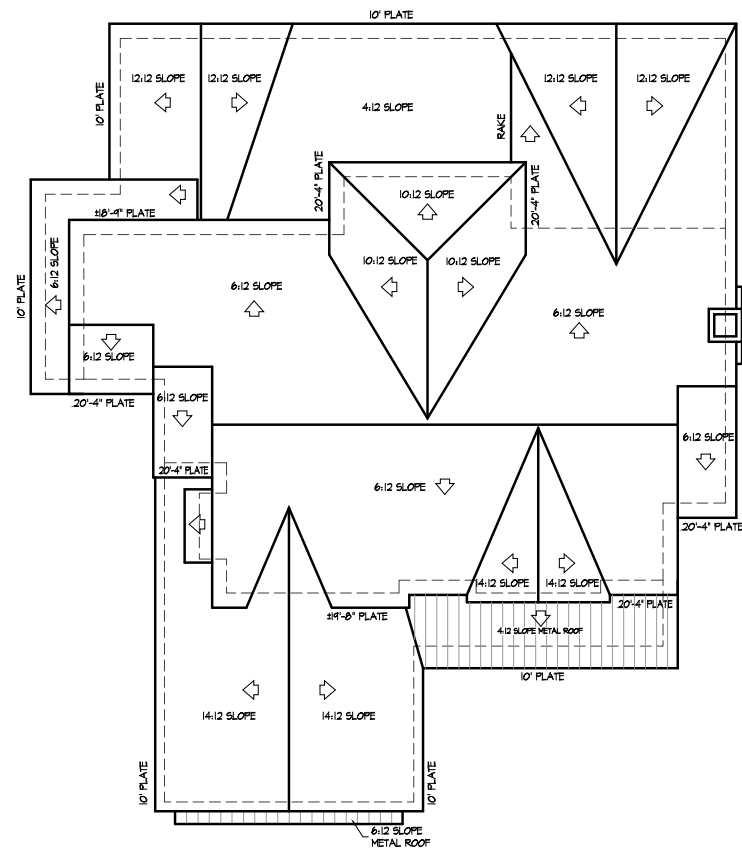 10' PLATE
12:12 SLOPE
12:12 SLOPE
12:12 SLOPE
12:12 SLOPE
10' PLATE
4:12 SLOPE
RAKE
20'-4" PLATE
10:12 SLOPE
20'-4" PLATE
±18'-9" PLATE
10' PLATE
6:12 SLOPE
10:12 SLOPE
10:12 SLOPE
6:12 SLOPE
6:12 SLOPE
6:12 SLOPE
20'-4" PLATE
6:12 SLOPE
6:12 SLOPE
20'-4" PLATE
6:12 SLOPE
20'-4" PLATE
14:12 SLOPE
14:12 SLOPE
20'-4" PLATE
±19'-8" PLATE
4:12 SLOPE METAL ROOF
10' PLATE
14:12 SLOPE
14:12 SLOPE
10' PLATE
10' PLATE
6:12 SLOPE
METAL ROOF